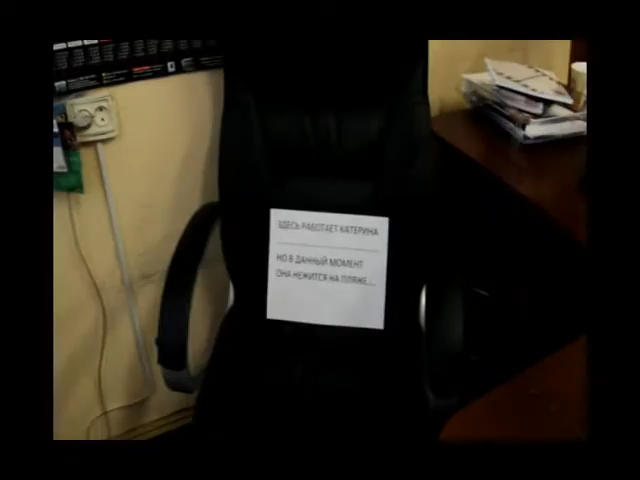 ЗДЕСЬ РАБОТАЕТ КАТЕРИНА
НО В ДАННЫЙ МОМЕНТ
ОНА НЕЖИТСЯ НА ПЛЯЖЕ...